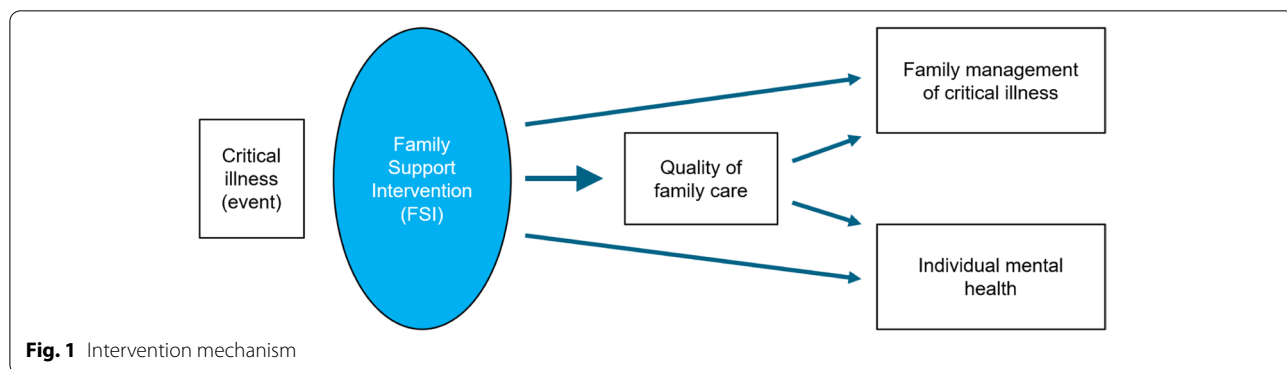 Critical
illness
(event)
Family
Support
Intervention
(FSI)
Quality of
family care
Family management
of critical illness
Individual mental
health
Fig. 1 Intervention mechanism